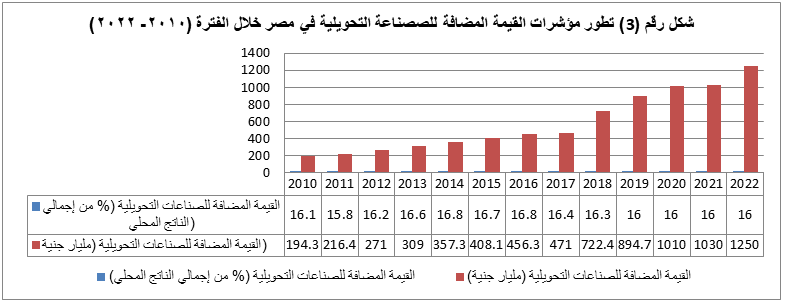 شكل رقم (3) تطور مؤشرات القيمة المضافة للصصناعة التحويلية في مصر خلال الفترة (٢٠١٠- ٢٠٢٢)
1400
1200
1000
800
600
400
200
0
2010 2011 2012 2013 2014 2015 2016 2017 2018 2019 2020 2021 2022
القيمة المضافة للصناعات التحويلية (% من إجمالي
(الناتج المحلي
16.1 15.8 16.2 16.6 16.8 16.7 16.8 16.4 16.3 16 16 16 16
(القيمة المضافة للصناعات التحويلية (مليار جنية
194.3 216.4 271 309 357.3 408.1 456.3 471 722.4 894.7 1010 1030 1250
القيمة المضافة للصناعات التحويلية (مليار جنية) القيمة المضافة للصناعات التحويلية (% من إجمالي الناتج المحلي)